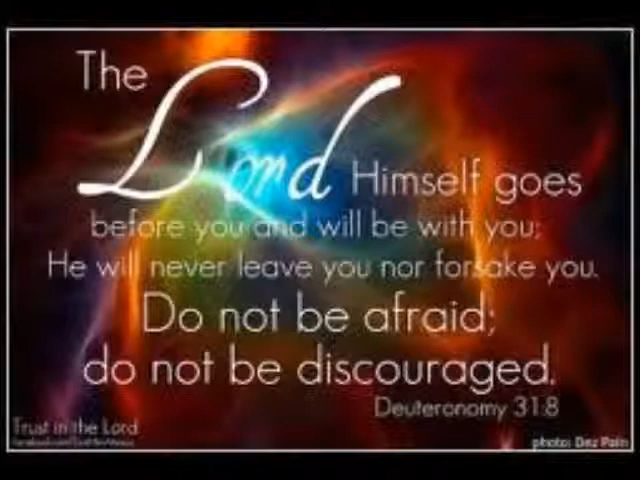 The Lord Himself goes
before you and will be with you;
He will never leave you nor forsake you.
Do not be afraid;
do not be discouraged.
Deuteronomy 31:8
Trust in the Lord
photo: Dez Pain